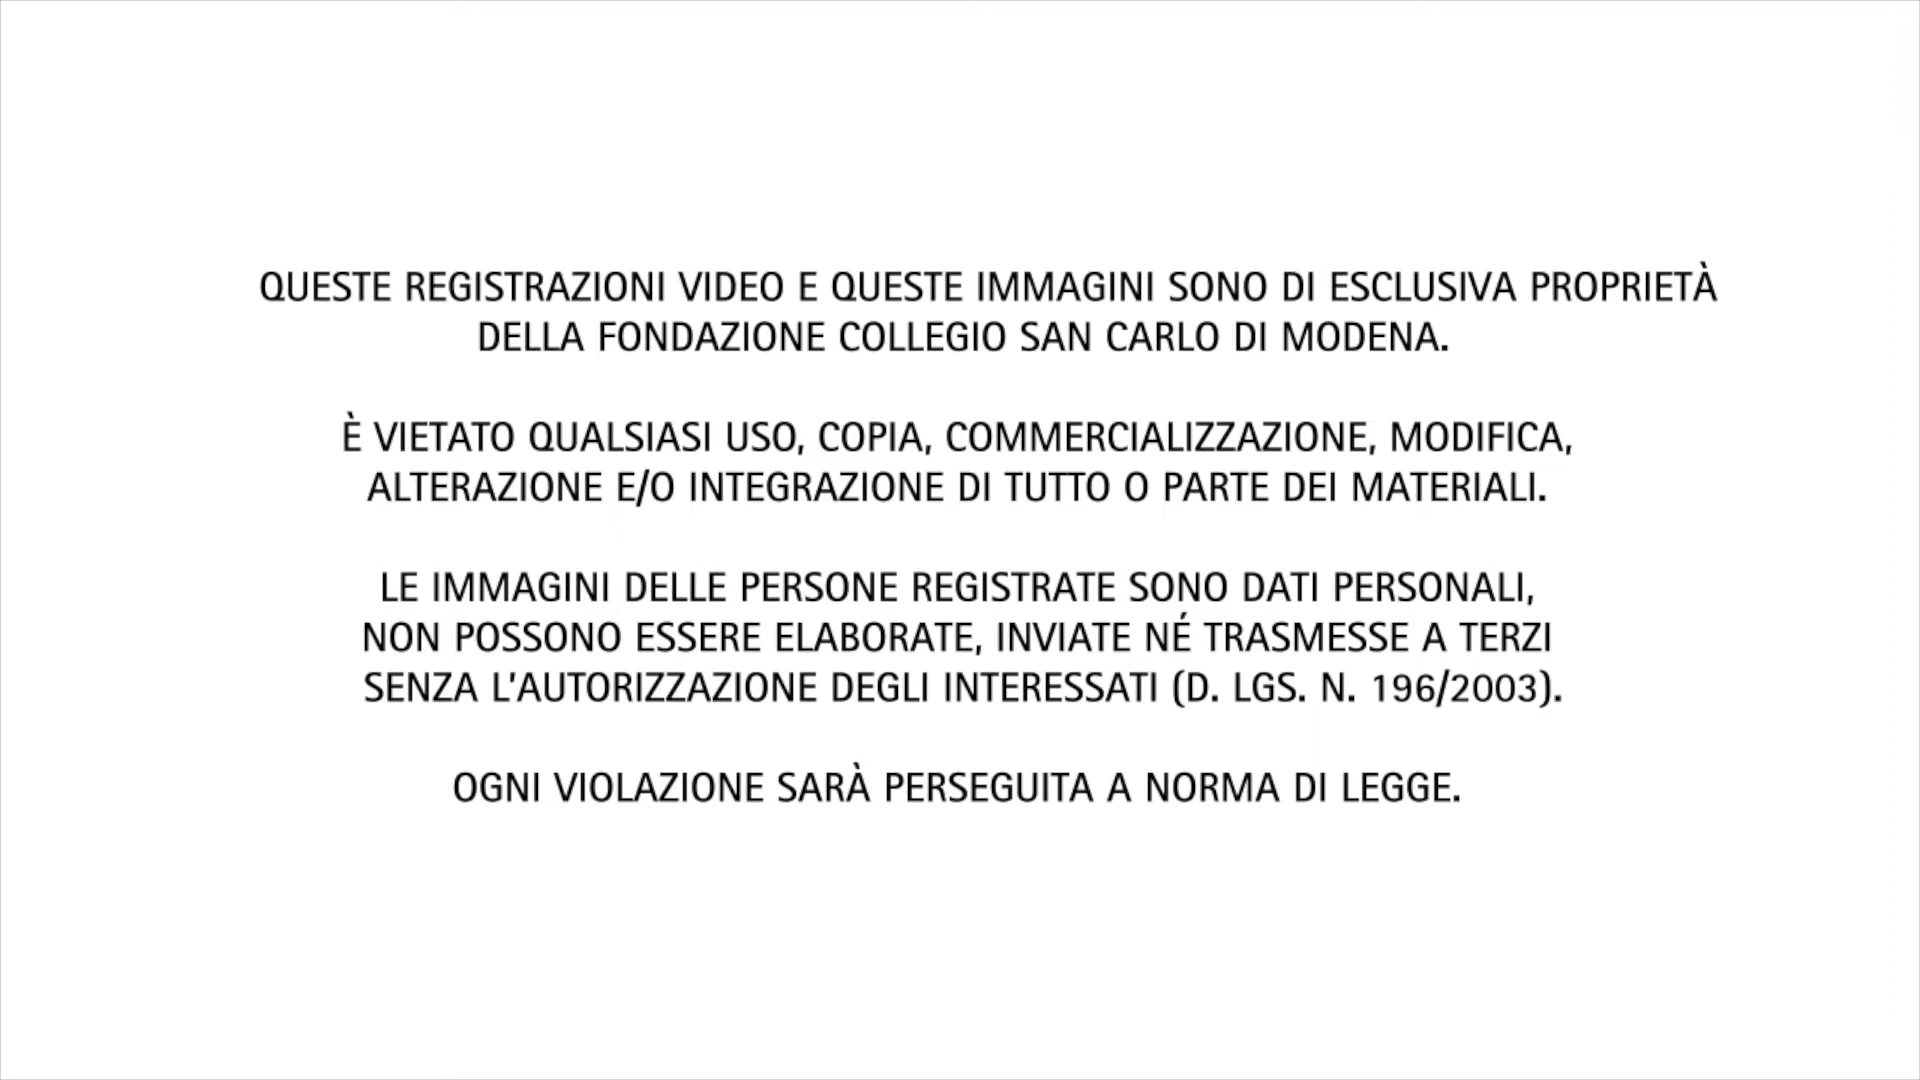 QUESTE REGISTRAZIONI VIDEO E QUESTE IMMAGINI SONO DI ESCLUSIVA PROPRIETÀ
DELLA FONDAZIONE COLLEGIO SAN CARLO DI MODENA.
È VIETATO QUALSIASI USO, COPIA, COMMERCIALIZZAZIONE, MODIFICA,
ALTERAZIONE E/O INTEGRAZIONE DI TUTTO O PARTE DEI MATERIALI.
LE IMMAGINI DELLE PERSONE REGISTRATE SONO DATI PERSONALI,
NON POSSONO ESSERE ELABORATE, INVIATE NÉ TRASMESSE A TERZI
SENZA L'AUTORIZZAZIONE DEGLI INTERESSATI (D. LGS. N. 196/2003).
OGNI VIOLAZIONE SARÀ PERSEGUITA A NORMA DI LEGGE.